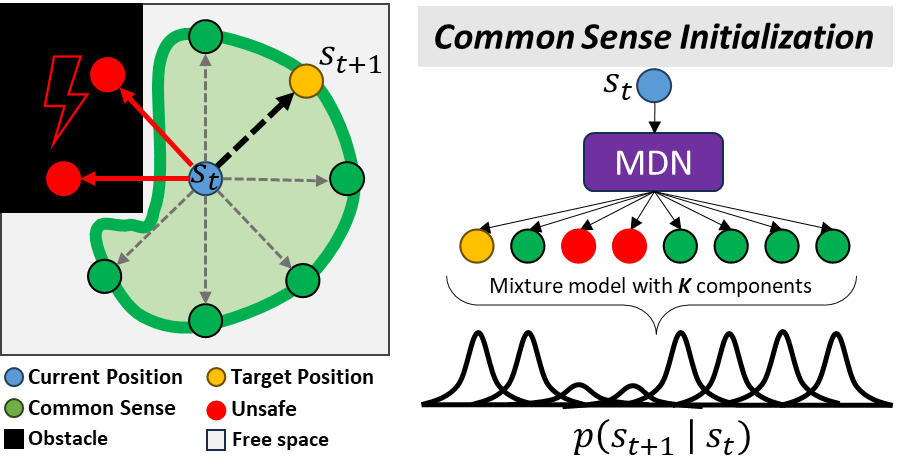 s_{t+1}
s_t
Current Position
Target Position
Common Sense
Unsafe
Obstacle
Free space
Common Sense Initialization
s_t
MDN
Mixture model with K components
p(s_{t+1} | s_t)